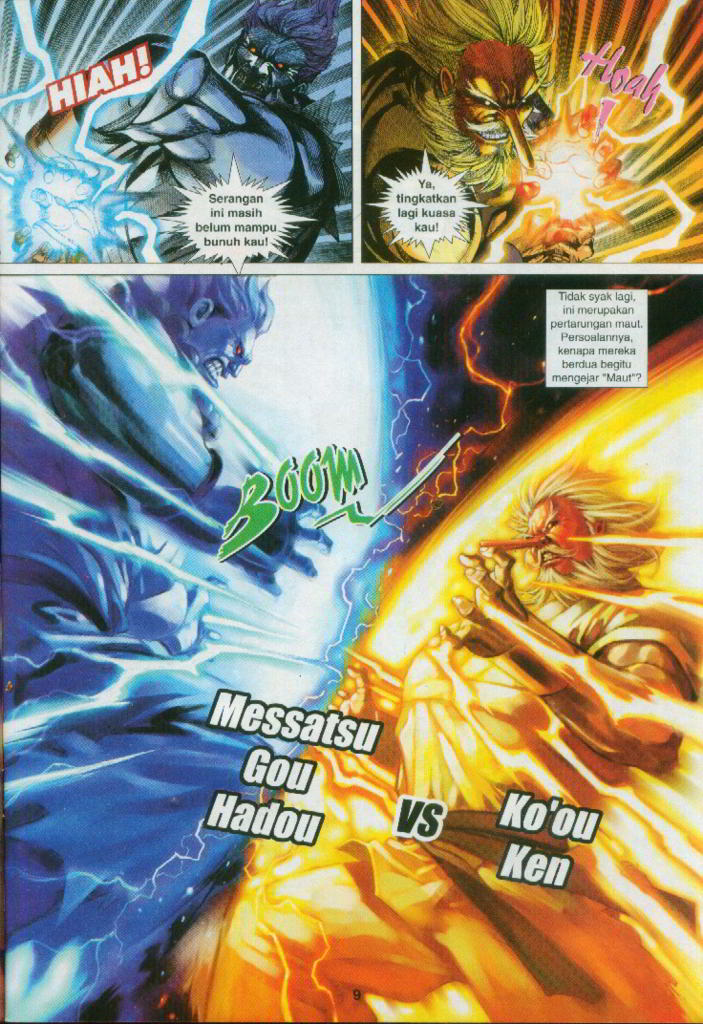 HIAH!
Serangan
ini masih
belum mampu
bunuh kau!
Hoah
!
Ya,
tingkatkan
lagi kuasa
kau!
Tidak syak lagi,
ini merupakan
pertarungan maut.
Persoalannya,
kenapa mereka
berdua begitu
mengejar "Maut"?
BOOM
Messatsu
Gou
Hadou
VS
Ko'ou
Ken
9